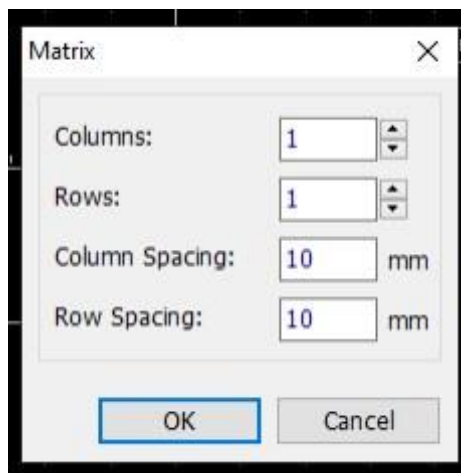 Matrix
Columns: 1
Rows: 1
Column Spacing: 10 mm
Row Spacing: 10 mm
OK Cancel